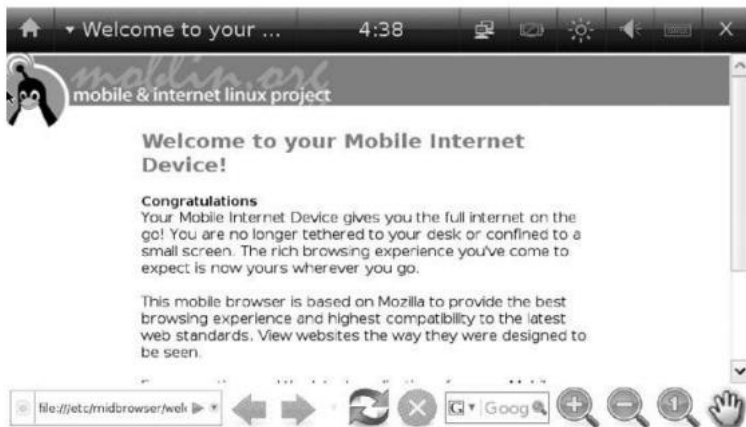 Welcome to your ...
4:38
moblin.org
mobile & internet linux project
Welcome to your Mobile Internet
Device!
Congratulations
Your Mobile Internet Device gives you the full internet on the
go! You are no longer tethered to your desk or confined to a
small screen. The rich browsing experience you've come to
expect is now yours wherever you go.
This mobile browser is based on Mozilla to provide the best
browsing experience and highest compatibility to the latest
web standards. View websites the way they were designed to
be seen.
file:///etc/midbrowser/welc
G
Goog
1